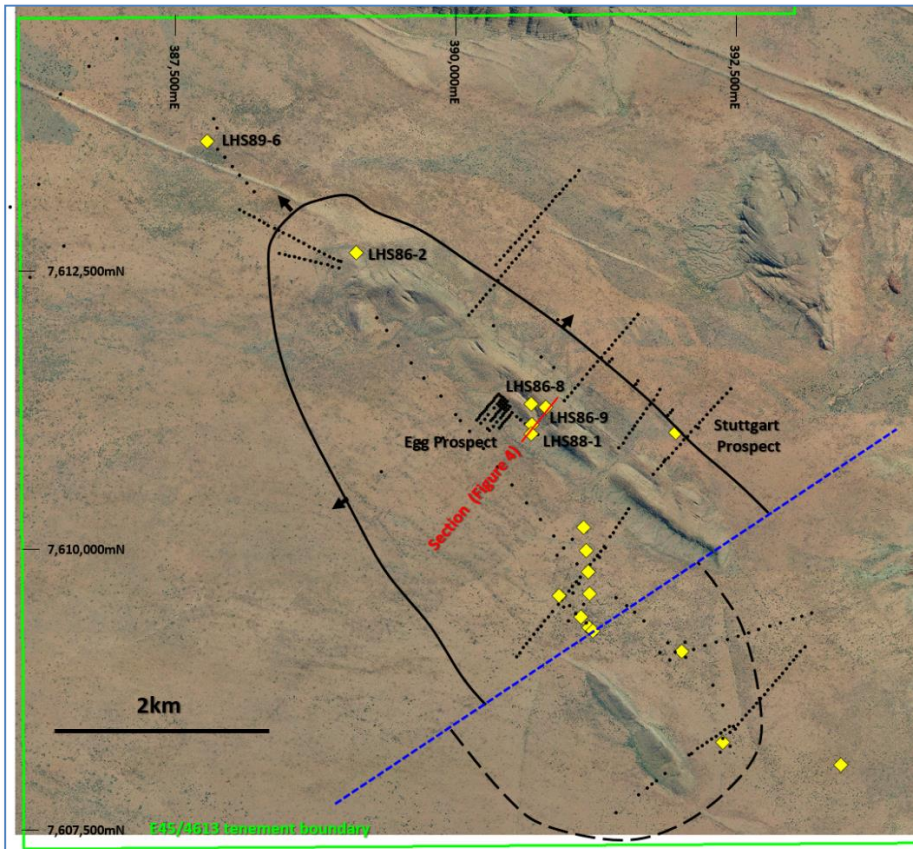 387,500mE
390,000mE
392,500mE
LHS89-6
LHS86-2
7,612,500mN
LHS86-8
LHS86-9
LHS88-1
Egg Prospect
Stuttgart
Prospect
Section (Figure 4)
7,610,000mN
2km
7,607,500mN
E45/4613 tenement boundary